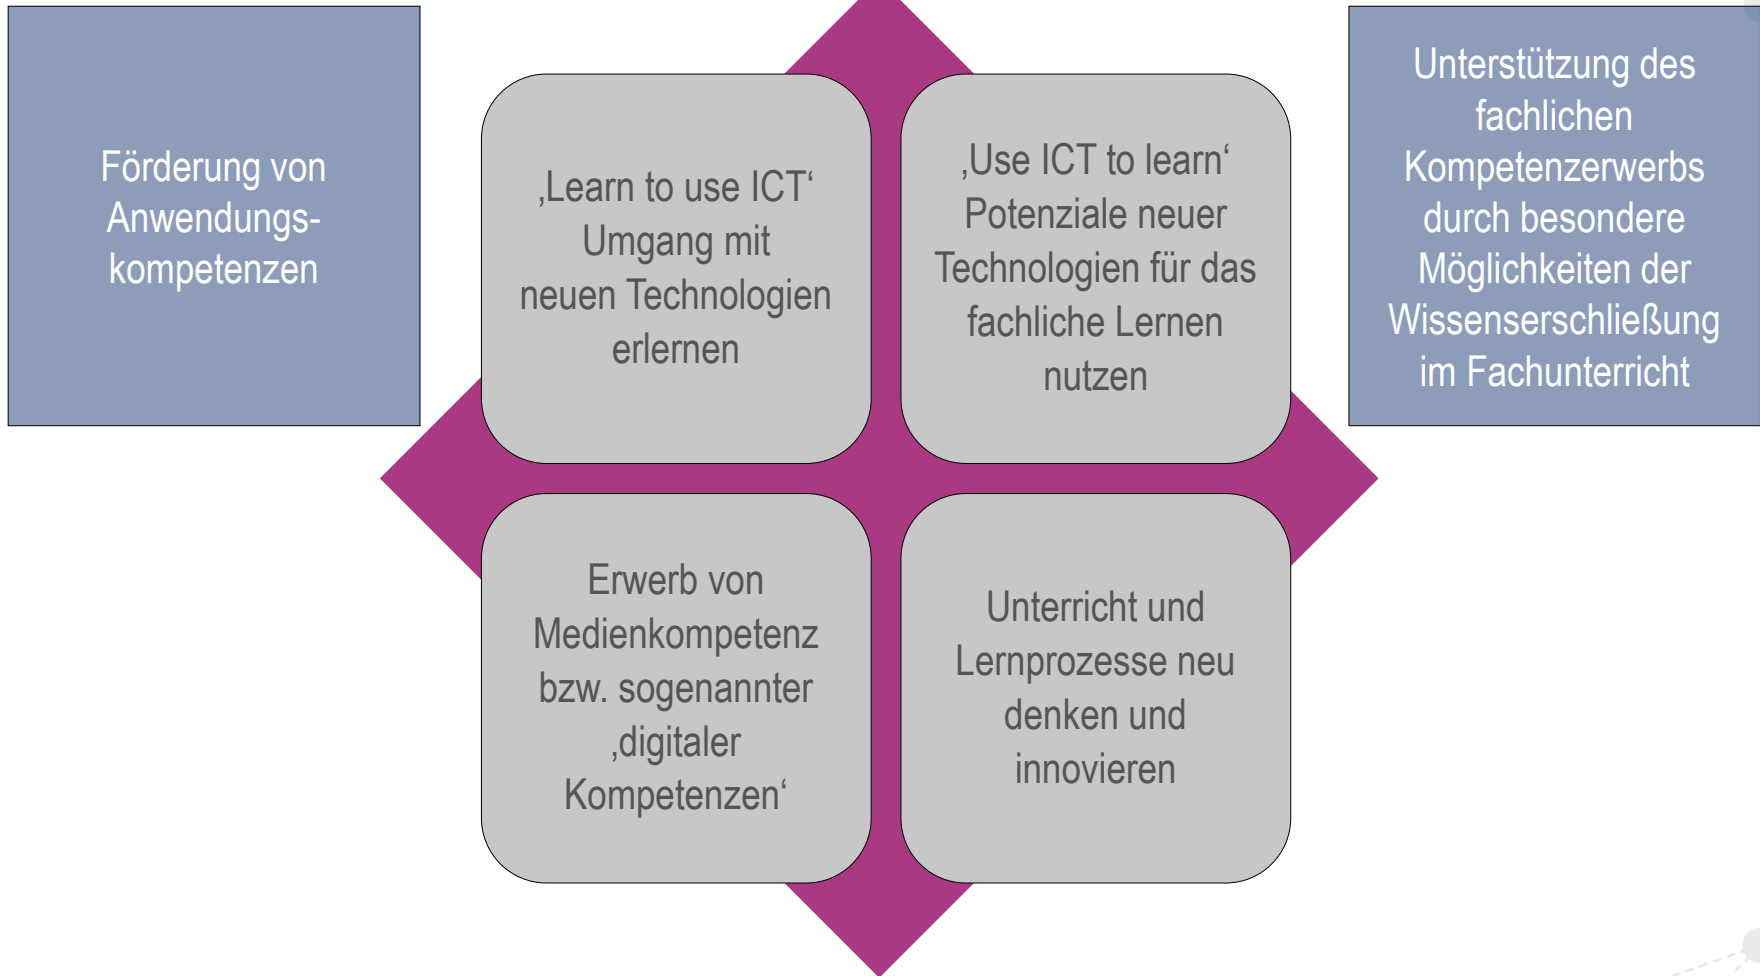 Förderung von
Anwendungs-
kompetenzen
‚Learn to use ICT‘
Umgang mit
neuen Technologien
erlernen
‚Use ICT to learn‘
Potenziale neuer
Technologien für das
fachliche Lernen
nutzen
Unterstützung des
fachlichen
Kompetenzerwerbs
durch besondere
Möglichkeiten der
Wissenserschließung
im Fachunterricht
Erwerb von
Medienkompetenz
bzw. sogenannter
‚digitaler
Kompetenzen‘
Unterricht und
Lernprozesse neu
denken und
innovieren